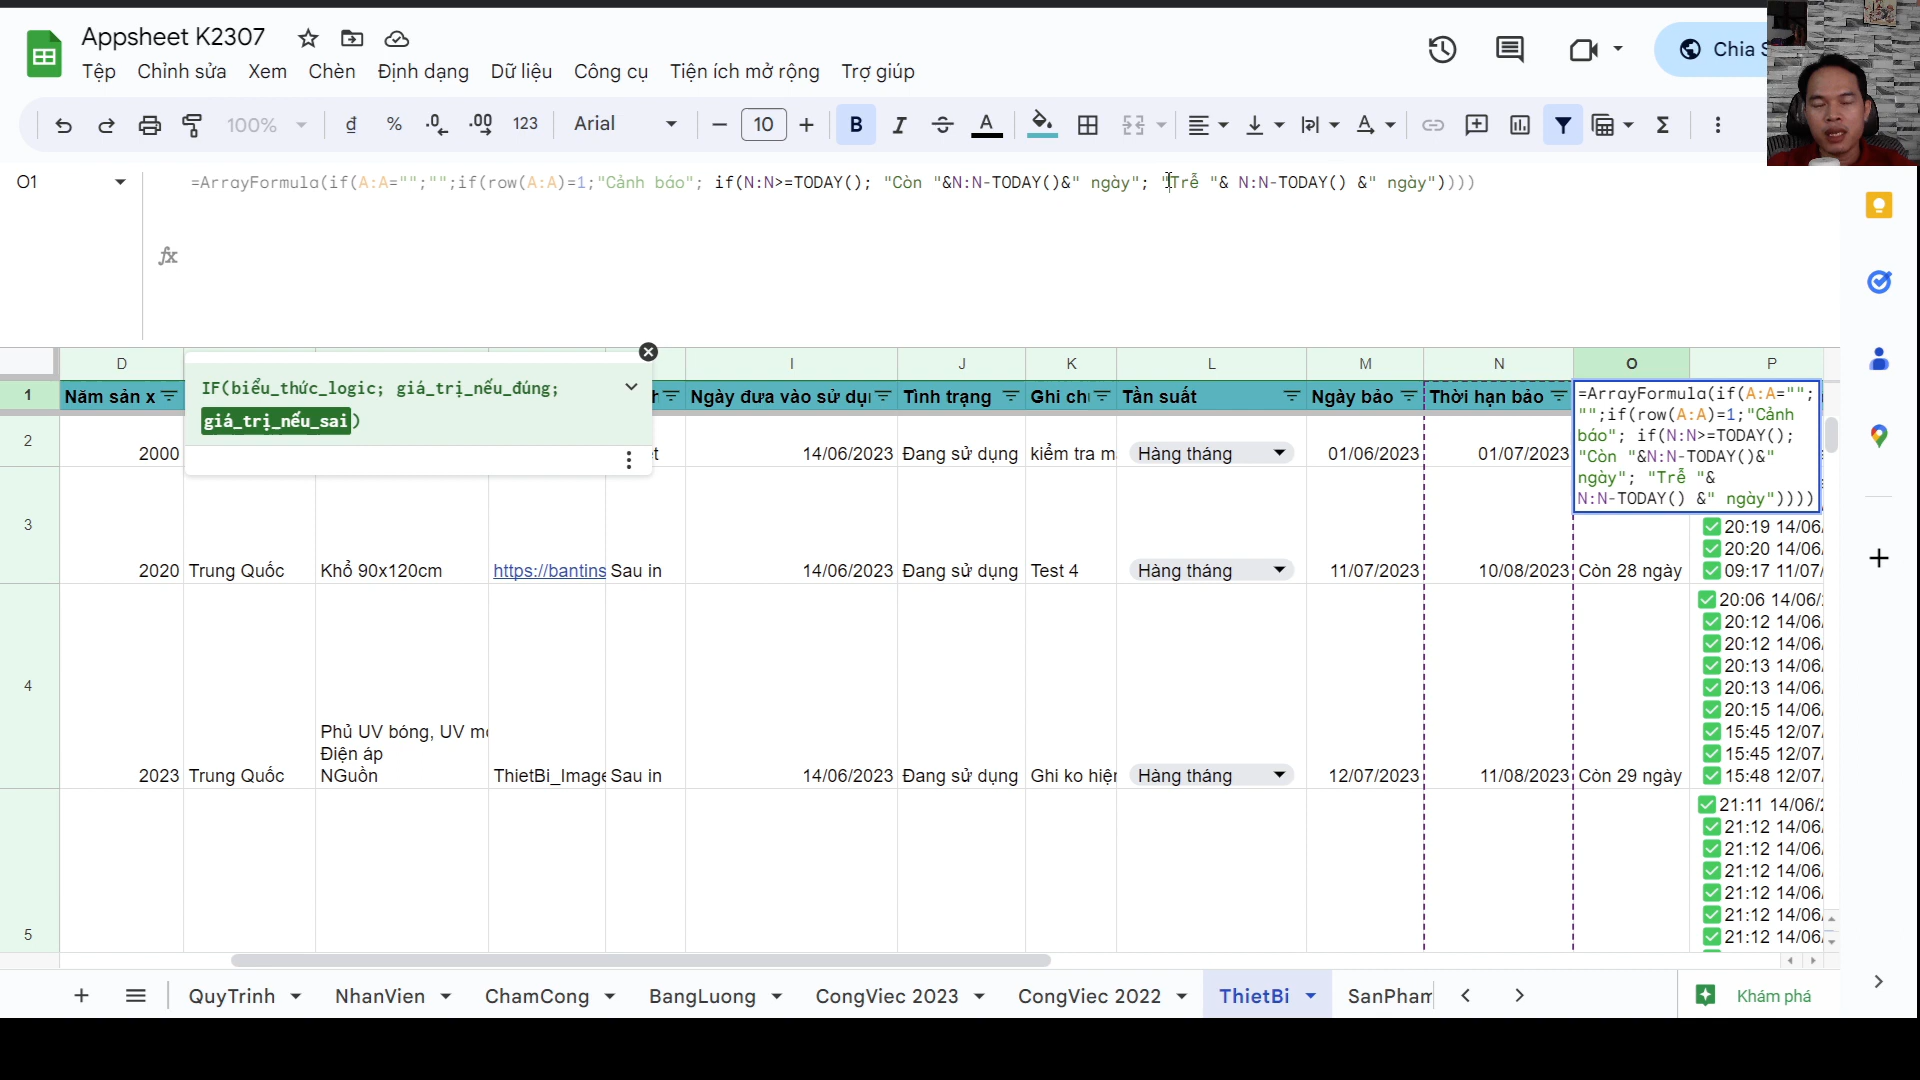 Appsheet K2307
Tệp Chỉnh sửa Xem Chèn Định dạng Dữ liệu Công cụ Tiện ích mở rộng Trợ giúp
Chia S
100% đ % .0 .00 123 Arial 10 B I A Σ
O1 =ArrayFormula(if(A:A="";"";if(row(A:A)=1;"Cảnh báo"; if(N:N>=TODAY(); "Còn "&N:N-TODAY()&" ngày"; "Trễ "& N:N-TODAY() &" ngày"))))
fx
IF(biểu_thức_logic; giá_trị_nếu_đúng;
giá_trị_nếu_sai)
D I J K L M N O P
1 Năm sản x Ngày đưa vào sử dụ Tình trạng Ghi ch Tần suất Ngày bảo Thời hạn bảo
=ArrayFormula(if(A:A="";
"";if(row(A:A)=1;"Cảnh
báo"; if(N:N>=TODAY();
"Còn "&N:N-TODAY()&"
ngày"; "Trễ "&
N:N-TODAY() &" ngày"))))
2 2000 14/06/2023 Đang sử dụng kiểm tra m Hàng tháng 01/06/2023 01/07/2023
3 2020 Trung Quốc Khổ 90x120cm https://bantins Sau in 14/06/2023 Đang sử dụng Test 4 Hàng tháng 11/07/2023 10/08/2023 Còn 28 ngày
20:19 14/06/
20:20 14/06/
09:17 11/07/
4 2023 Trung Quốc
Phủ UV bóng, UV m
Điện áp
NGuồn
ThietBi_Image Sau in 14/06/2023 Đang sử dụng Ghi ko hiện Hàng tháng 12/07/2023 11/08/2023 Còn 29 ngày
20:06 14/06/
20:12 14/06/
20:12 14/06/
20:13 14/06/
20:13 14/06/
20:15 14/06/
15:45 12/07/
15:45 12/07/
15:48 12/07/
5
21:11 14/06/2
21:12 14/06/
21:12 14/06/
21:12 14/06/
21:12 14/06/
21:12 14/06/
21:12 14/06/
QuyTrinh NhanVien ChamCong BangLuong CongViec 2023 CongViec 2022 ThietBi SanPham Khám phá